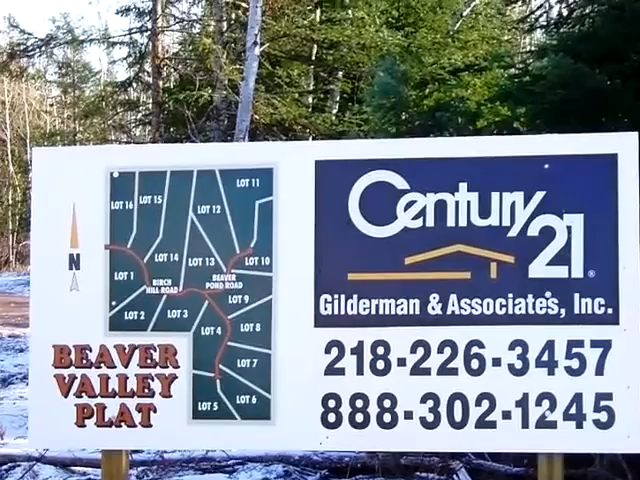 LOT 11
LOT 16
LOT 15
LOT 12
N
LOT 14
LOT 13
LOT 10
LOT 1
BIRCH
HILL ROAD
BEAVER
POND ROAD
LOT 9
LOT 2
LOT 3
LOT 4
LOT 8
LOT 7
LOT 5
LOT 6
BEAVER
VALLEY
PLAT
Century
21®
Gilderman & Associates, Inc.
218-226-3457
888-302-1245